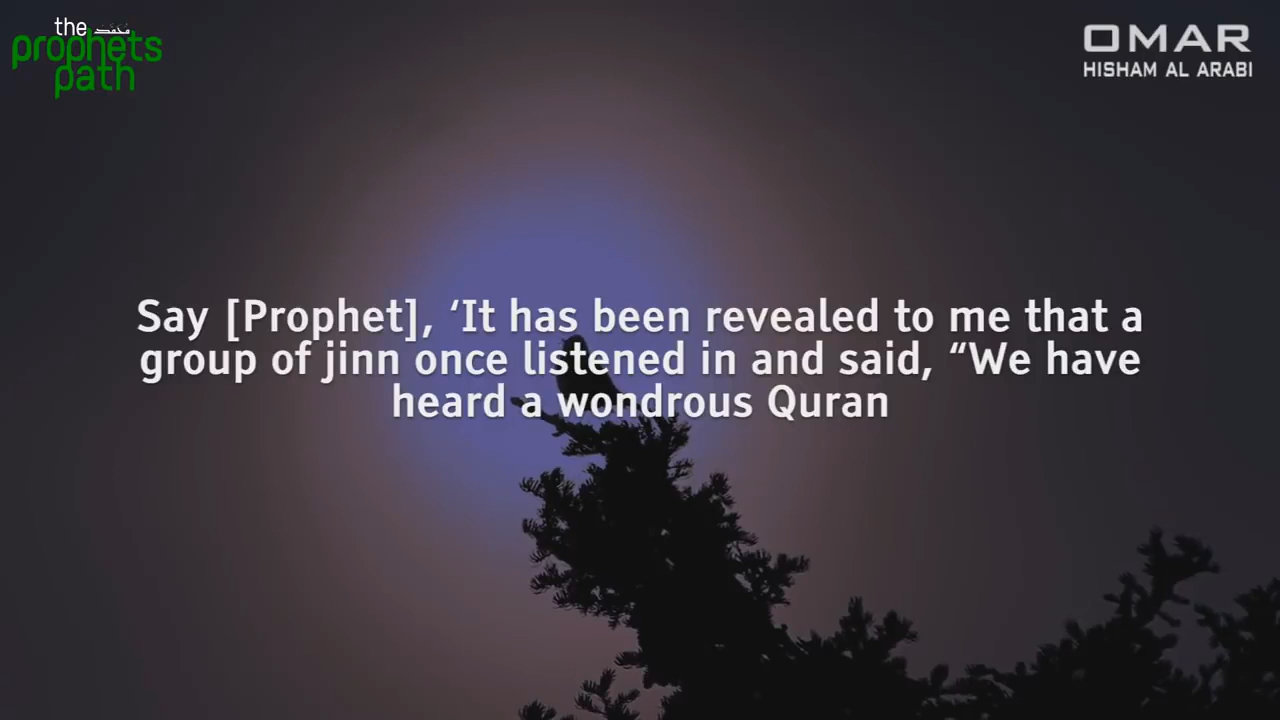 the محمد
prophets
path
OMAR
HISHAM AL ARABI
Say [Prophet], ‘It has been revealed to me that a
group of jinn once listened in and said, “We have
heard a wondrous Quran